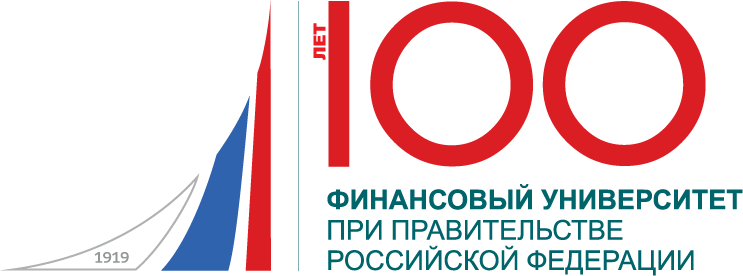 1919
ЛЕТ
100
ФИНАНСОВЫЙ УНИВЕРСИТЕТ
ПРИ ПРАВИТЕЛЬСТВЕ
РОССИЙСКОЙ ФЕДЕРАЦИИ